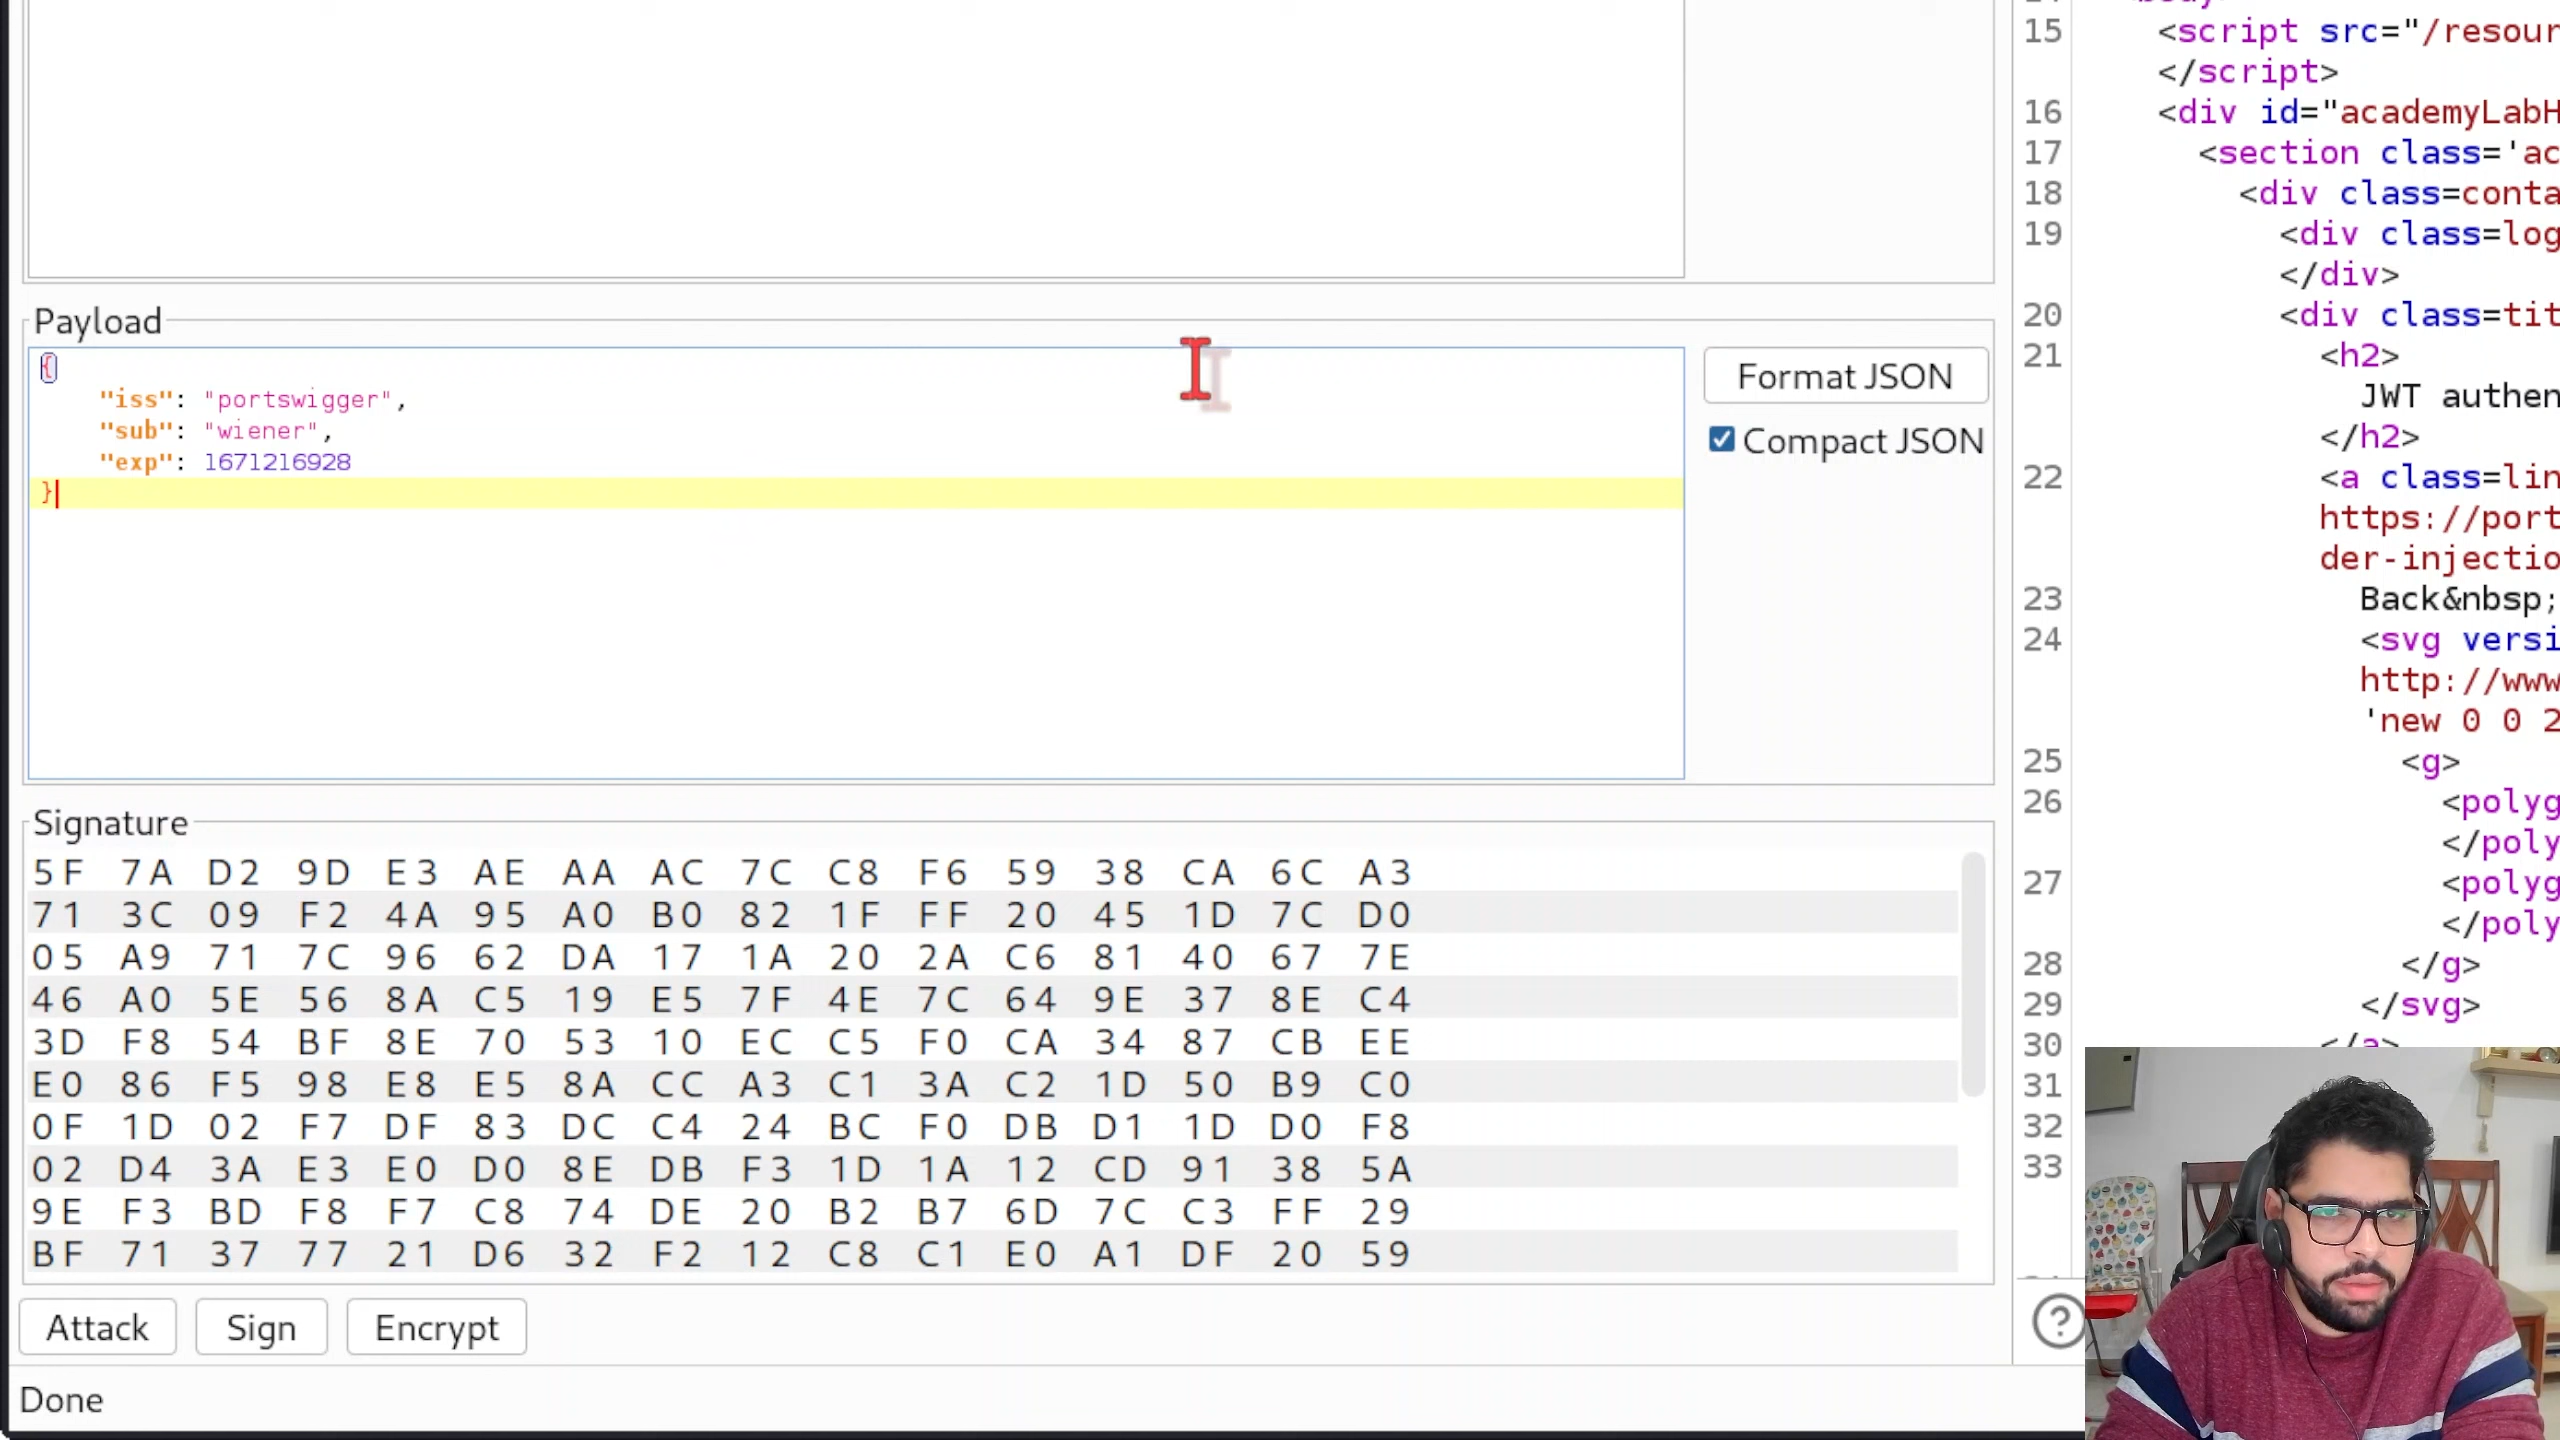 Payload
{
"iss": "portswigger",
"sub": "wiener",
"exp": 1671216928
}
Format JSON
Compact JSON
Signature
5F 7A D2 9D E3 AE AA AC 7C C8 F6 59 38 CA 6C A3
71 3C 09 F2 4A 95 A0 B0 82 1F FF 20 45 1D 7C D0
05 A9 71 7C 96 62 DA 17 1A 20 2A C6 81 40 67 7E
46 A0 5E 56 8A C5 19 E5 7F 4E 7C 64 9E 37 8E C4
3D F8 54 BF 8E 70 53 10 EC C5 F0 CA 34 87 CB EE
E0 86 F5 98 E8 E5 8A CC A3 C1 3A C2 1D 50 B9 C0
0F 1D 02 F7 DF 83 DC C4 24 BC F0 DB D1 1D D0 F8
02 D4 3A E3 E0 D0 8E DB F3 1D 1A 12 CD 91 38 5A
9E F3 BD F8 F7 C8 74 DE 20 B2 B7 6D 7C C3 FF 29
BF 71 37 77 21 D6 32 F2 12 C8 C1 E0 A1 DF 20 59
Attack Sign Encrypt
Done
15 <script src="/resour
</script>
16 <div id="academyLabH
17 <section class='ac
18 <div class=conta
19 <div class=log
</div>
20 <div class=tit
21 <h2>
JWT authen
</h2>
22 <a class=lin
https://port
der-injectio
23 Back&nbsp;
24 <svg versi
http://www
'new 0 0 2
25 <g>
26 <polyg
</poly
27 <polyg
</poly
28 </g>
29 </svg>
30 </a>
31
32
33
?